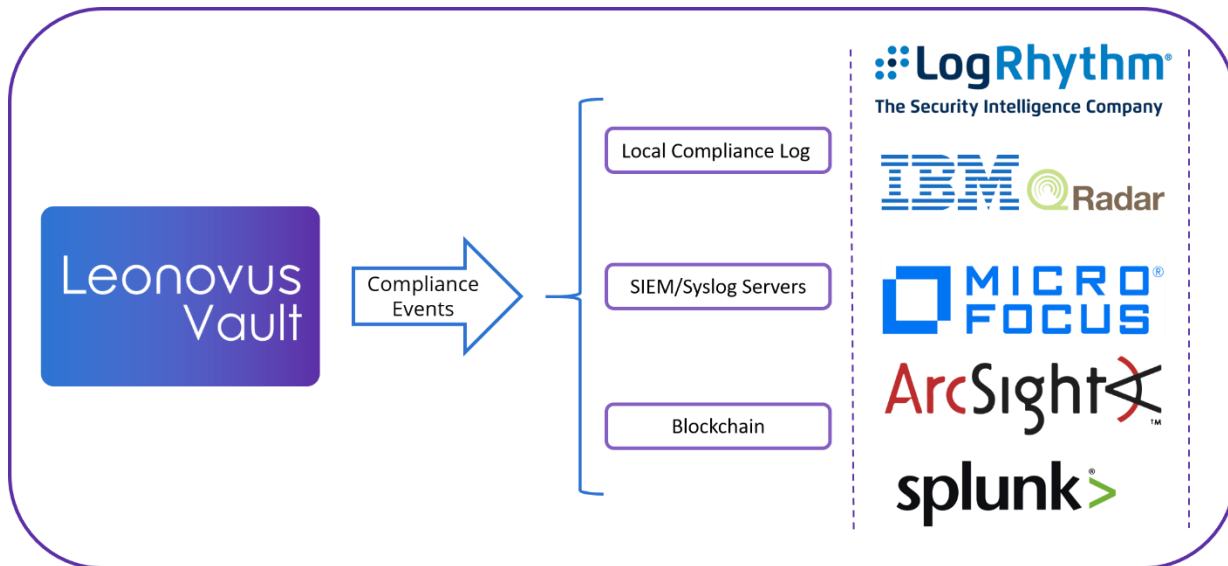 Leonovus
Vault
Compliance
Events
Local Compliance Log
SIEM/Syslog Servers
Blockchain
LogRhythm®
The Security Intelligence Company
IBM QRadar
MICRO®
FOCUS
ArcSight™
splunk®>